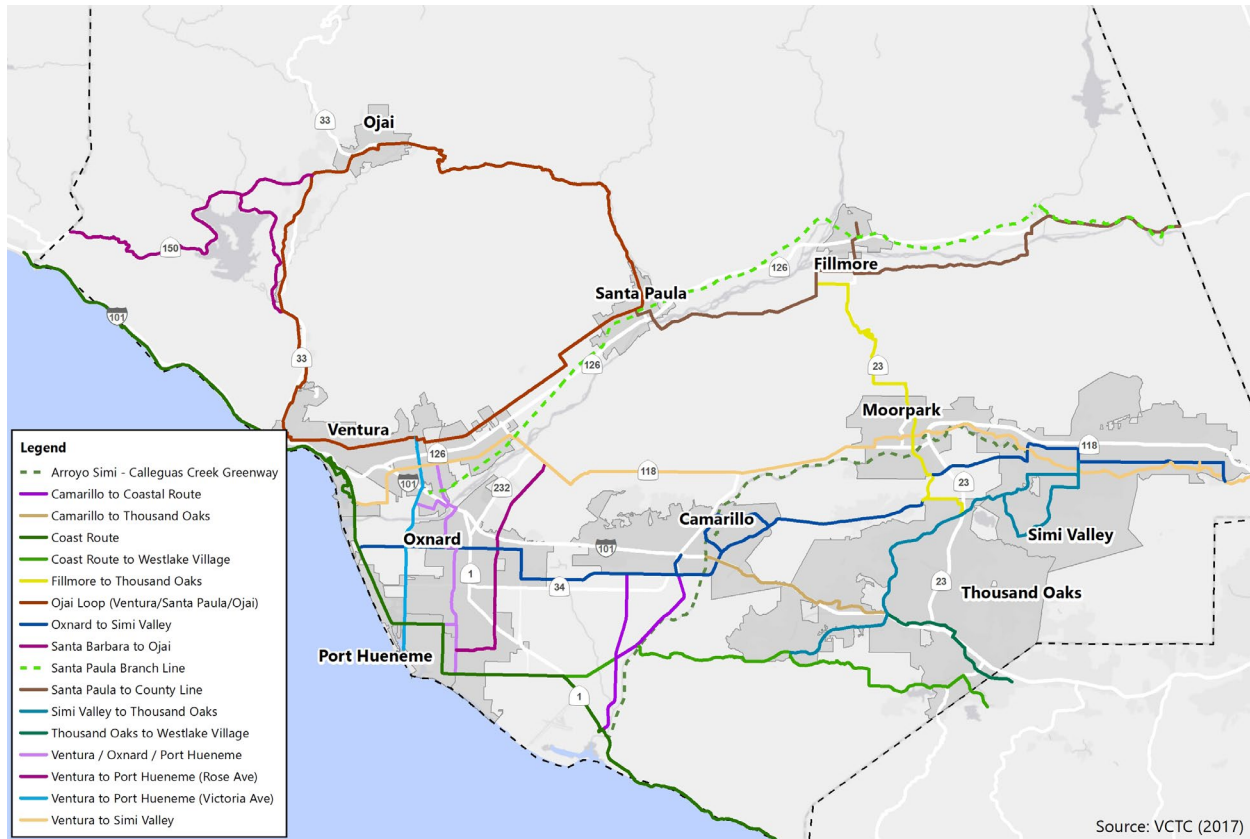 33
Ojai
150
126
Fillmore
Santa Paula
101
33
126
23
Moorpark
Ventura
118
126
118
101
232
23
Camarillo
Oxnard
Simi Valley
101
1
34
23
Thousand Oaks
Port Hueneme
1
Legend
Arroyo Simi - Calleguas Creek Greenway
Camarillo to Coastal Route
Camarillo to Thousand Oaks
Coast Route
Coast Route to Westlake Village
Fillmore to Thousand Oaks
Ojai Loop (Ventura/Santa Paula/Ojai)
Oxnard to Simi Valley
Santa Barbara to Ojai
Santa Paula Branch Line
Santa Paula to County Line
Simi Valley to Thousand Oaks
Thousand Oaks to Westlake Village
Ventura / Oxnard / Port Hueneme
Ventura to Port Hueneme (Rose Ave)
Ventura to Port Hueneme (Victoria Ave)
Ventura to Simi Valley
Source: VCTC (2017)